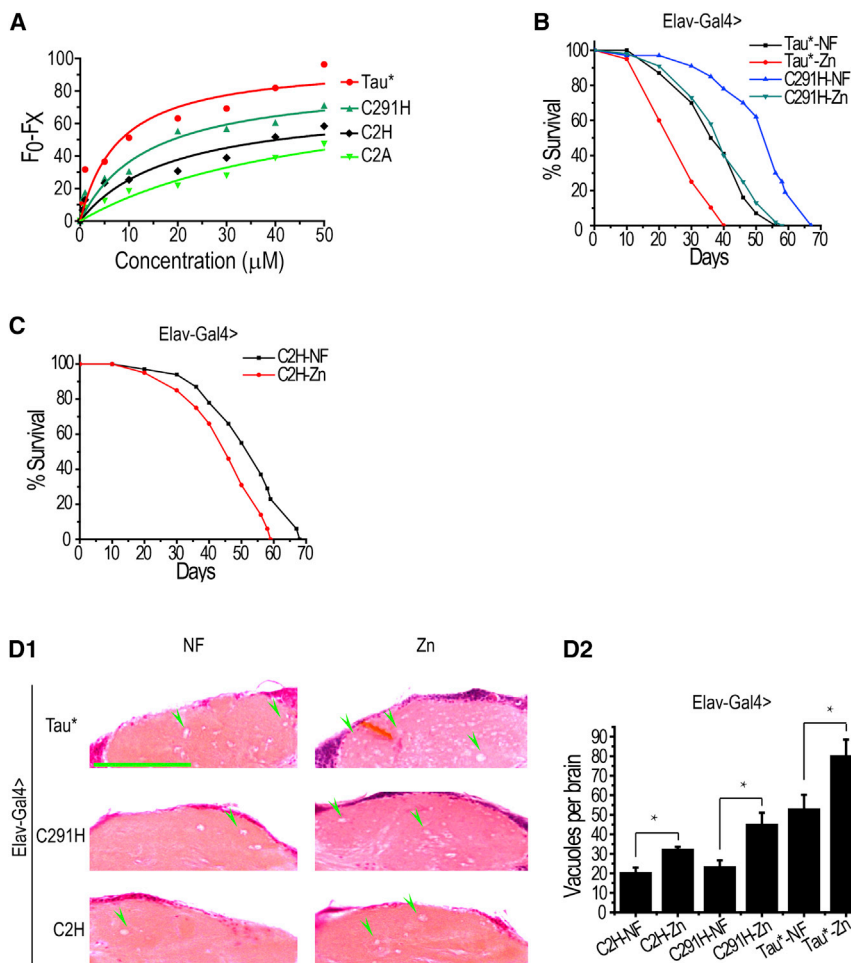 A
F0-Fx
100
80
60
40
20
0
0 10 20 30 40 50
Concentration (μM)
Tau*
C291H
C2H
C2A
B
Elav-Gal4>
% Survival
100
80
60
40
20
0
0 10 20 30 40 50 60 70
Days
Tau*-NF
Tau*-Zn
C291H-NF
C291H-Zn
C
Elav-Gal4>
% Survival
100
80
60
40
20
0
0 10 20 30 40 50 60 70
Days
C2H-NF
C2H-Zn
D1
NF Zn
Elav-Gal4>
Tau*
C291H
C2H
D2
Elav-Gal4>
Vacuoles per brain
90
80
70
60
50
40
30
20
10
0
* * *
C2H-NF
C2H-Zn
C291H-NF
C291H-Zn
Tau*-NF
Tau*-Zn